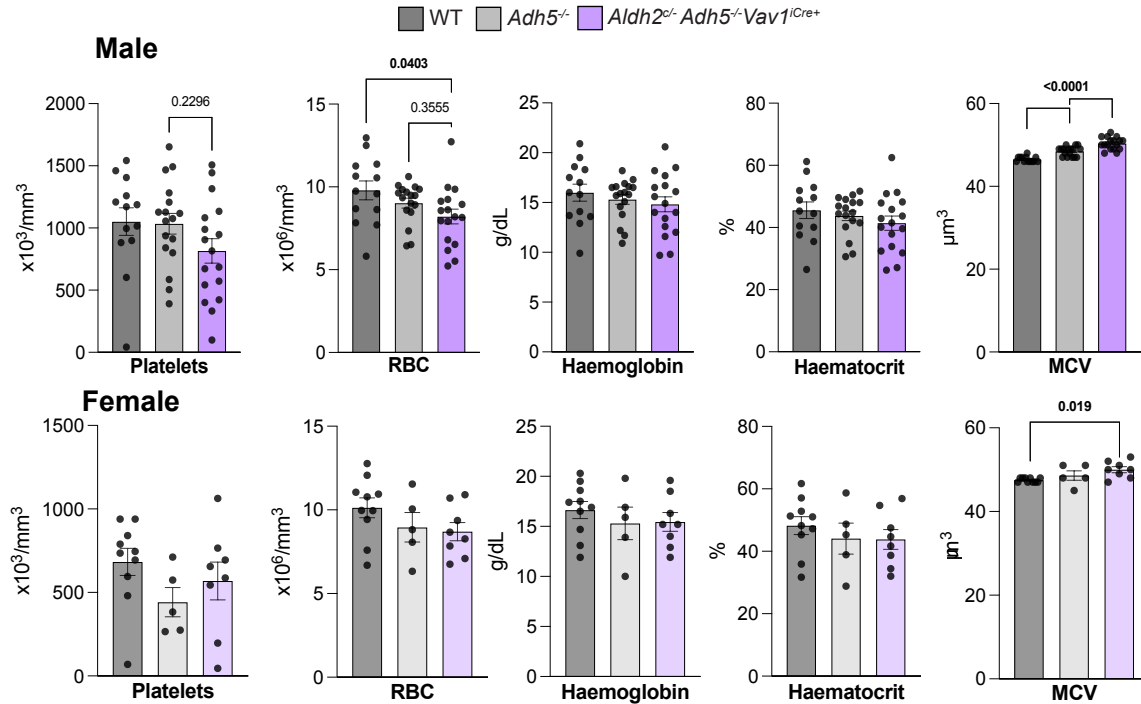 WT Adh5-/- Aldh2c/- Adh5-/-Vav1iCre+
Male
0.2296
2000
1500
1000
500
0
x10³/mm³
Platelets
0.0403
0.3555
15
10
5
0
x10⁶/mm³
RBC
25
20
15
10
5
0
g/dL
Haemoglobin
80
60
40
20
0
%
Haematocrit
<0.0001
60
40
20
0
µm³
MCV
Female
1500
1000
500
0
x10³/mm³
Platelets
15
10
5
0
x10⁶/mm³
RBC
25
20
15
10
5
0
g/dL
Haemoglobin
80
60
40
20
0
%
Haematocrit
0.019
60
40
20
0
µm³
MCV